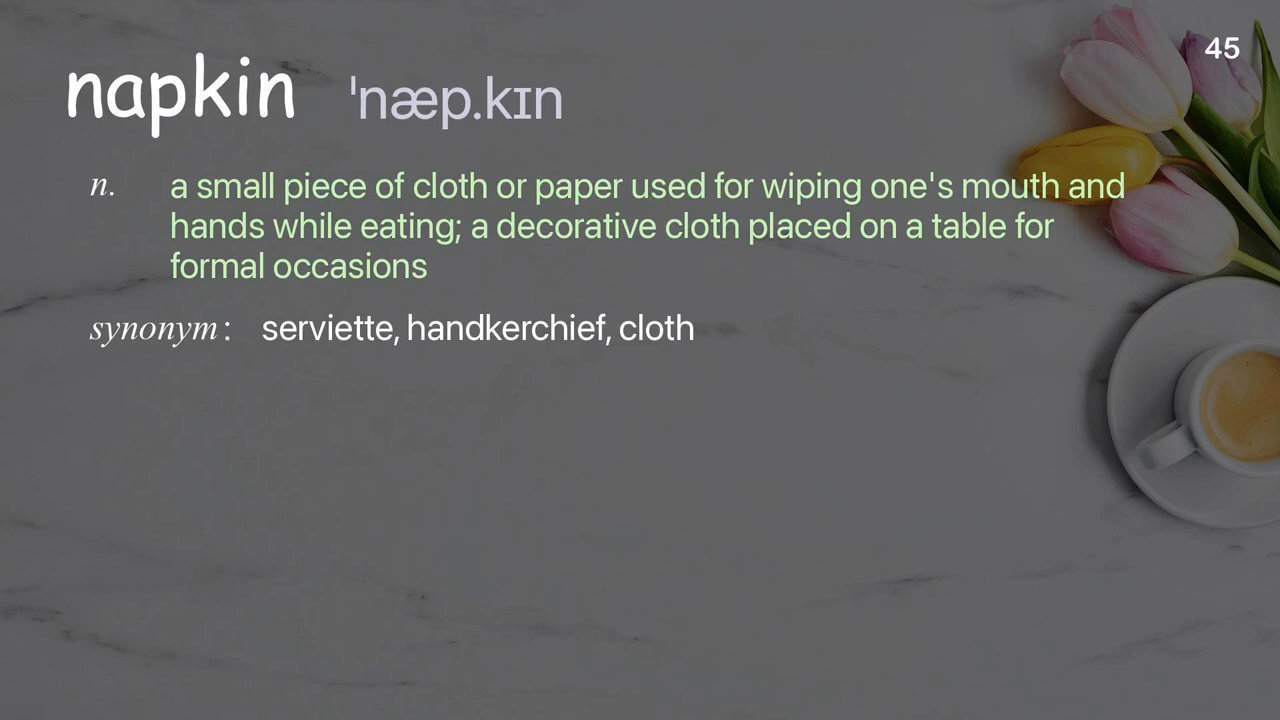 45
napkin ˈnæp.kɪn
n. a small piece of cloth or paper used for wiping one's mouth and
hands while eating; a decorative cloth placed on a table for
formal occasions
synonym: serviette, handkerchief, cloth